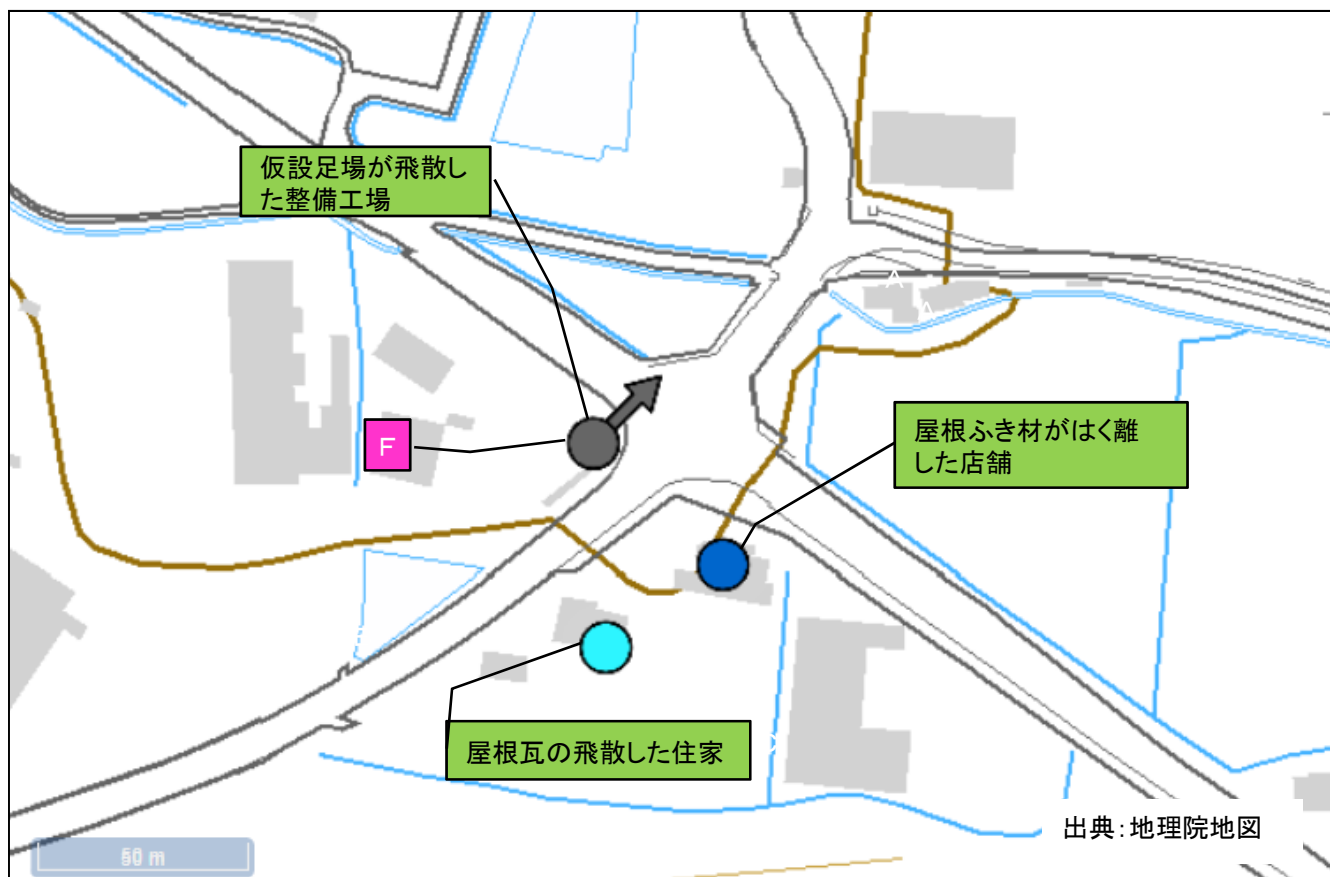 仮設足場が飛散し
た整備工場
F
屋根ふき材がはく離
した店舗
屋根瓦の飛散した住家
出典:地理院地図